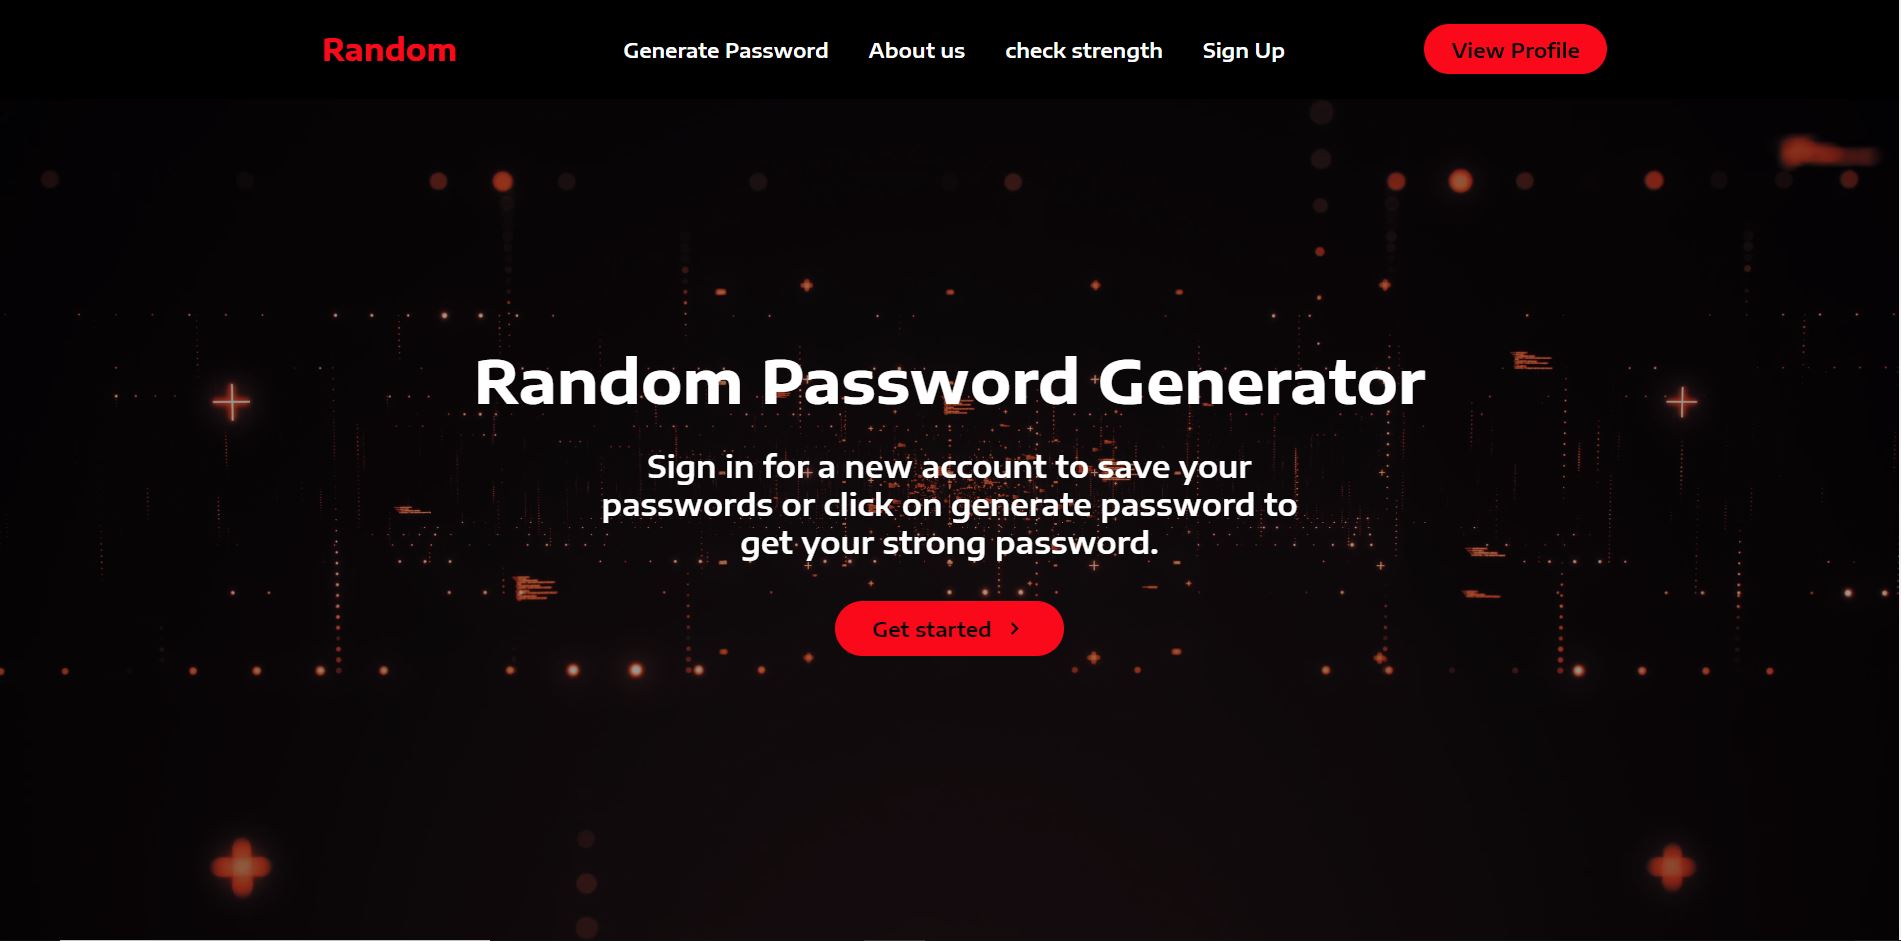 Random
Generate Password
About us
check strength
Sign Up
View Profile
Random Password Generator
Sign in for a new account to save your
passwords or click on generate password to
get your strong password.
Get started